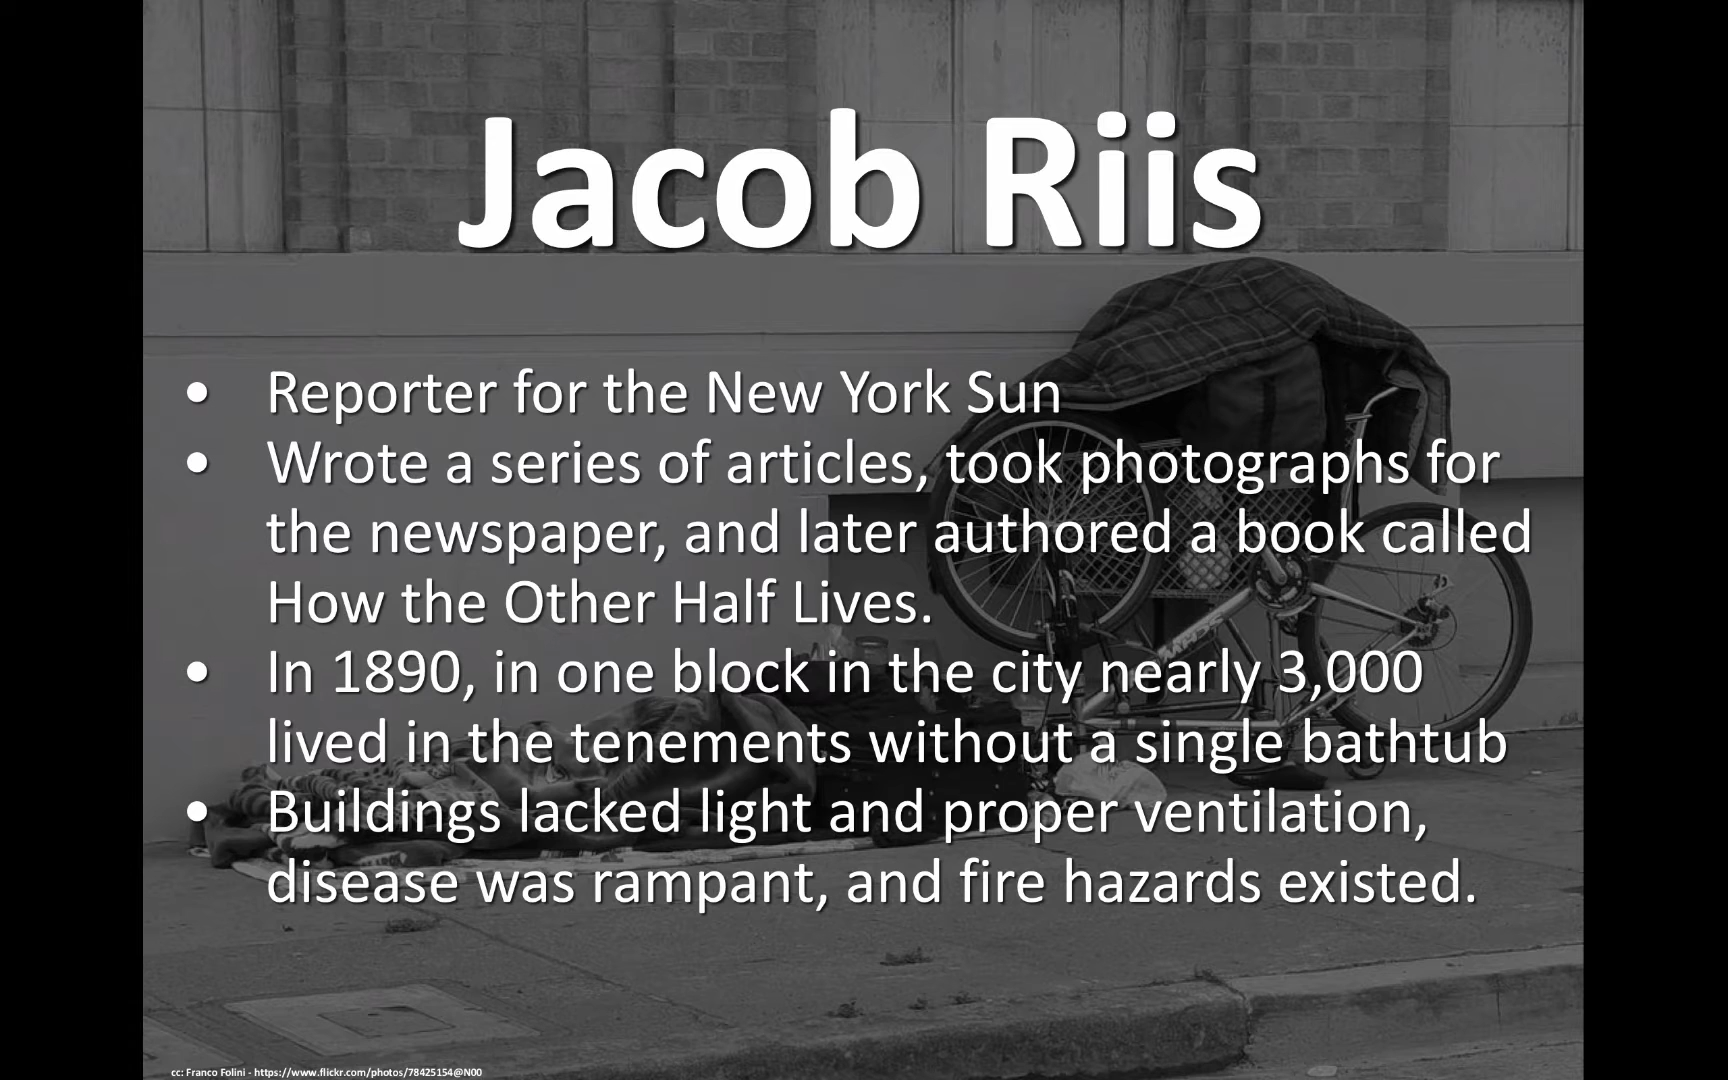 Jacob Riis
• Reporter for the New York Sun
• Wrote a series of articles, took photographs for
the newspaper, and later authored a book called
How the Other Half Lives.
• In 1890, in one block in the city nearly 3,000
lived in the tenements without a single bathtub
• Buildings lacked light and proper ventilation,
disease was rampant, and fire hazards existed.
cc: Franco Folini - https://www.flickr.com/photos/78425154@N00